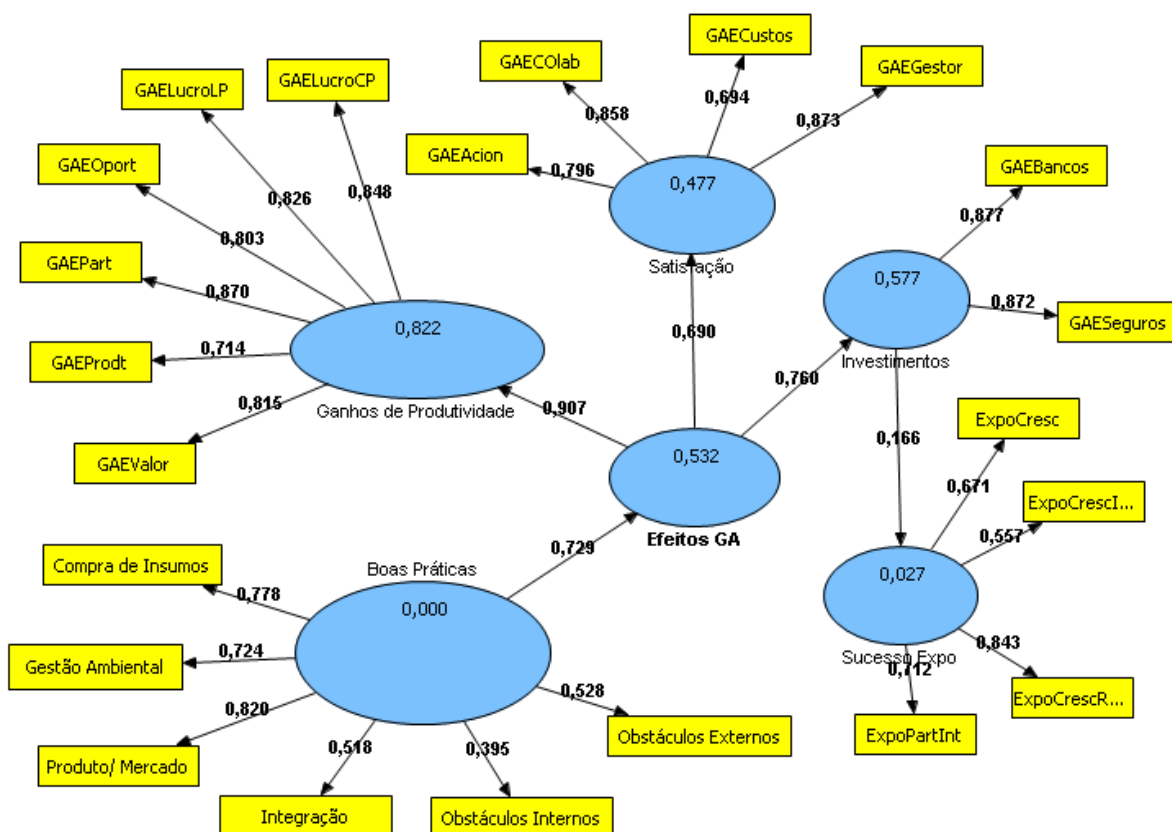 GAECustos
GAECOlab
GAEGestor
GAELucroCP
GAELucroLP
0,694
0,858
0,873
GAEAcion
0,796
0,477
GAEOport
0,826
0,848
GAEBancos
0,877
0,803
Satisfação
GAEPart
0,870
0,577
0,872
GAESeguros
0,822
GAEProdt
0,714
0,690
Investimentos
0,760
0,815
Ganhos de Produtividade
0,907
ExpoCresc
0,166
GAEValor
0,532
0,671
ExpoCrescI...
0,557
Efeitos GA
0,729
Compra de Insumos
Boas Práticas
0,027
0,778
0,000
Gestão Ambiental
0,724
Sucesso Expo
0,843
0,712
0,528
ExpoCrescR...
0,820
Obstáculos Externos
ExpoPartInt
0,518
0,395
Produto/ Mercado
Integração
Obstáculos Internos